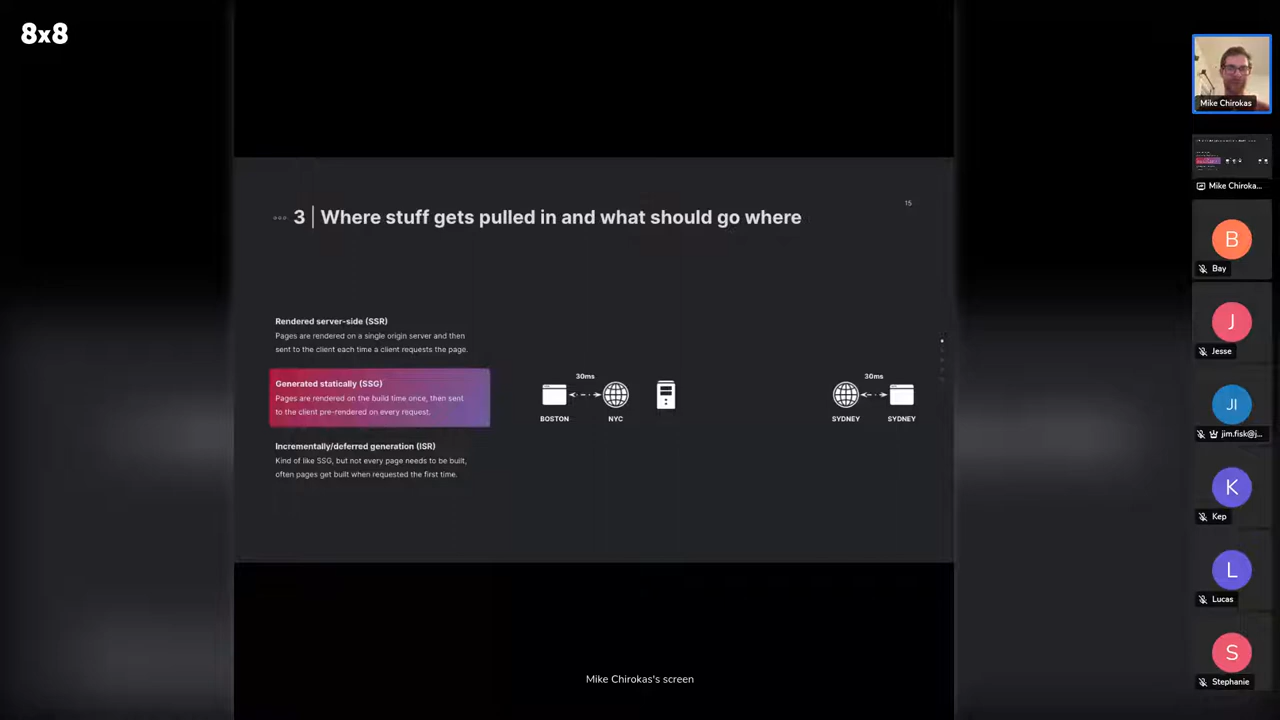 8x8
3 | Where stuff gets pulled in and what should go where
15
Rendered server-side (SSR)
Pages are rendered on a single origin server and then
sent to the client each time a client requests the page.
Generated statically (SSG)
Pages are rendered on the build time once, then sent
to the client pre-rendered on every request.
Incrementally/deferred generation (ISR)
Kind of like SSG, but not every page needs to be built,
often pages get built when requested the first time.
30ms
BOSTON
NYC
30ms
SYDNEY
SYDNEY
Mike Chirokas's screen
Mike Chirokas
Mike Chiroka...
B
Bay
J
Jesse
JI
jim.fisk@j...
K
Kep
L
Lucas
S
Stephanie